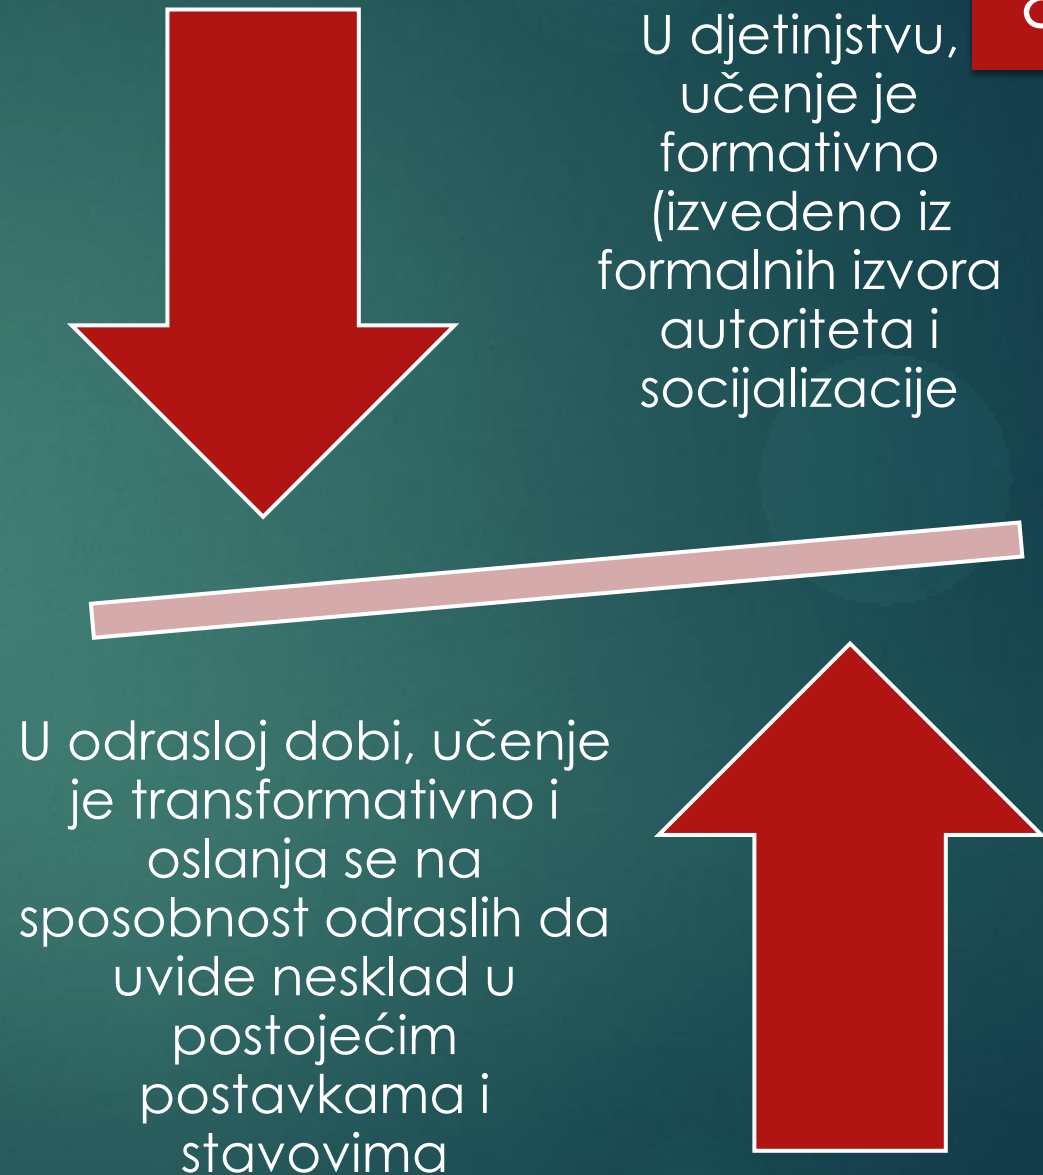 U djetinjstvu,
učenje je
formativno
(izvedeno iz
formalnih izvora
autoriteta i
socijalizacije
U odrasloj dobi, učenje
je transformativno i
oslanja se na
sposobnost odraslih da
uvide nesklad u
postojećim
postavkama i
stavovima